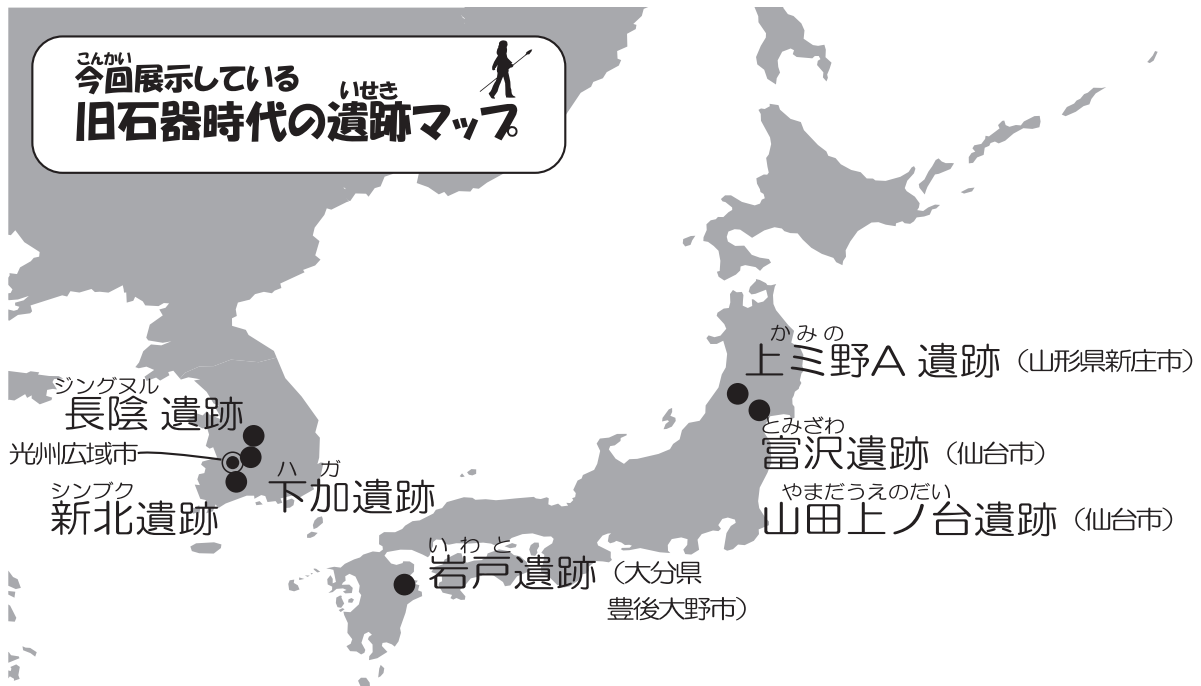 こんかい
今回展示している
いせき
旧石器時代の遺跡マップ
かみの
上ミ野A 遺跡（山形県新庄市）
とみざわ
富沢遺跡（仙台市）
やまだうえのだい
山田上ノ台遺跡（仙台市）
ジングヌル
長陰 遺跡
光州広域市
シンブク
新北遺跡
ハガ
下加遺跡
いわと
岩戸遺跡（大分県
豊後大野市）